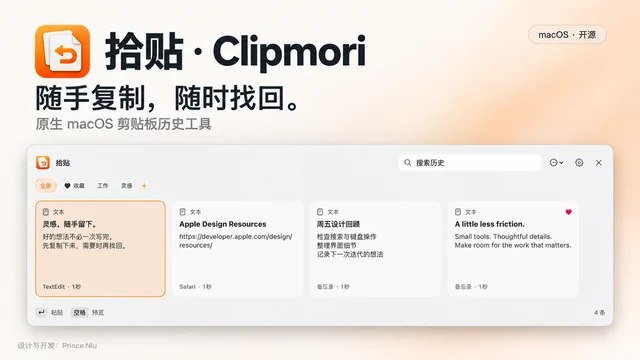 拾贴 · Clipmori
macOS · 开源
随手复制，随时找回。
原生 macOS 剪贴板历史工具
拾贴
搜索历史
全部
收藏
工作
灵感
+
文本
灵感，随手留下。
好的想法不必一次写完。
先复制下来，需要时再找回。
TextEdit · 1秒
文本
Apple Design Resources
https://developer.apple.com/design/
resources/
Safari · 1秒
文本
周五设计回顾
检查搜索与键盘操作
整理界面细节
记录下一次迭代的想法
备忘录 · 1秒
文本
A little less friction.
Small tools. Thoughtful details.
Make room for the work that matters.
备忘录 · 1秒
粘贴
空格 预览
4 条
设计与开发：Prince Niu